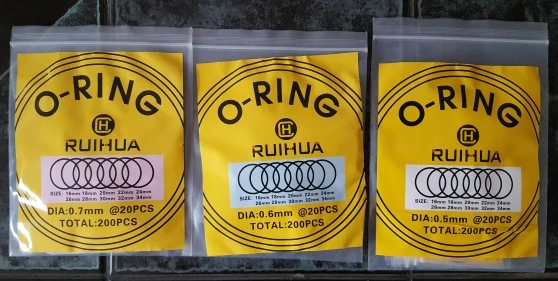 O-RING
RUIHUA
SIZE: 16mm 18mm 20mm 22mm 24mm
26mm 28mm 30mm 32mm 34mm
DIA:0.7mm @20PCS
TOTAL:200PCS
O-RING
RUIHUA
SIZE: 16mm 18mm 20mm 22mm 24mm
26mm 28mm 30mm 32mm 34mm
DIA:0.6mm @20PCS
TOTAL:200PCS
O-RING
RUIHUA
SIZE: 16mm 18mm 20mm 22mm 24mm
26mm 28mm 30mm 32mm 34mm
DIA:0.5mm @20PCS
TOTAL:200PCS